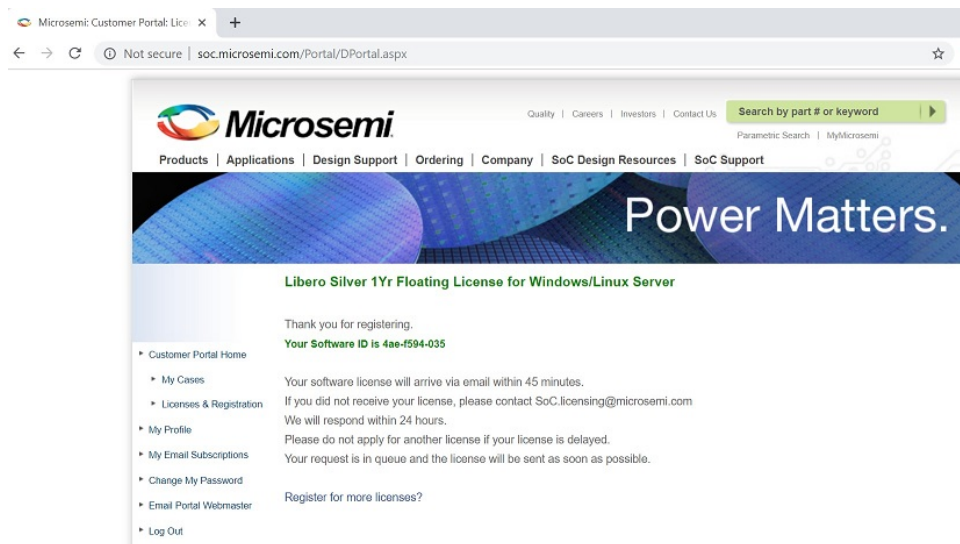 Microsemi: Customer Portal: Lice
Not secure | soc.microsemi.com/Portal/DPortal.aspx
Microsemi
Quality | Careers | Investors | Contact Us
Search by part # or keyword
Parametric Search | MyMicrosemi
Products | Applications | Design Support | Ordering | Company | SoC Design Resources | SoC Support
Power Matters.
Libero Silver 1Yr Floating License for Windows/Linux Server
Thank you for registering.
Your Software ID is 4ae-f594-035
Your software license will arrive via email within 45 minutes.
If you did not receive your license, please contact SoC.licensing@microsemi.com
We will respond within 24 hours.
Please do not apply for another license if your license is delayed.
Your request is in queue and the license will be sent as soon as possible.
Register for more licenses?
Customer Portal Home
My Cases
Licenses & Registration
My Profile
My Email Subscriptions
Change My Password
Email Portal Webmaster
Log Out